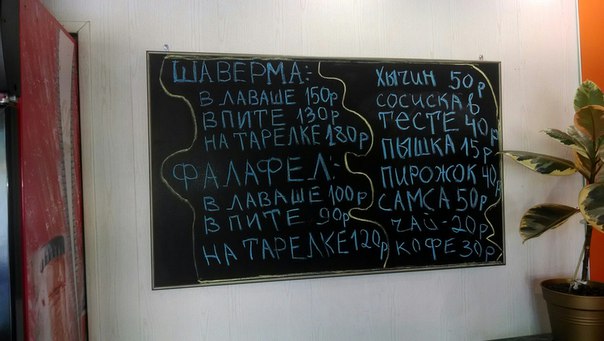 ШАВЕРМА:
В ЛАВАШЕ 150Р
В ПИТЕ 130Р
НА ТАРЕЛКЕ 180Р
ФАЛАФЕЛ:
В ЛАВАШЕ 100Р
В ПИТЕ 90Р
НА ТАРЕЛКЕ 120Р
ХЫЧИН 50Р
СОСИСКА В
ТЕСТЕ 40Р
ПЫШКА 15Р
ПИРОЖОК 40Р
САМСА 50Р
ЧАЙ-20Р
КОФЕ 30Р